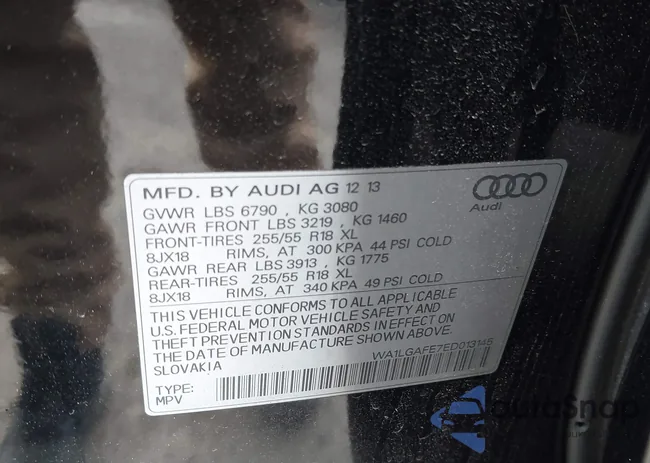 MFD. BY AUDI AG 12 13
Audi
GVWR LBS 6790 , KG 3080
GAWR FRONT LBS 3219 , KG 1460
FRONT-TIRES 255/55 R18 XL
8JX18 RIMS, AT 300 KPA 44 PSI COLD
GAWR REAR LBS 3913 , KG 1775
REAR-TIRES 255/55 R18 XL
8JX18 RIMS, AT 340 KPA 49 PSI COLD
THIS VEHICLE CONFORMS TO ALL APPLICABLE
U.S. FEDERAL MOTOR VEHICLE SAFETY AND
THEFT PREVENTION STANDARDS IN EFFECT ON
THE DATE OF MANUFACTURE SHOWN ABOVE.
SLOVAKIA WA1LGAFE7ED013145
TYPE:
MPV